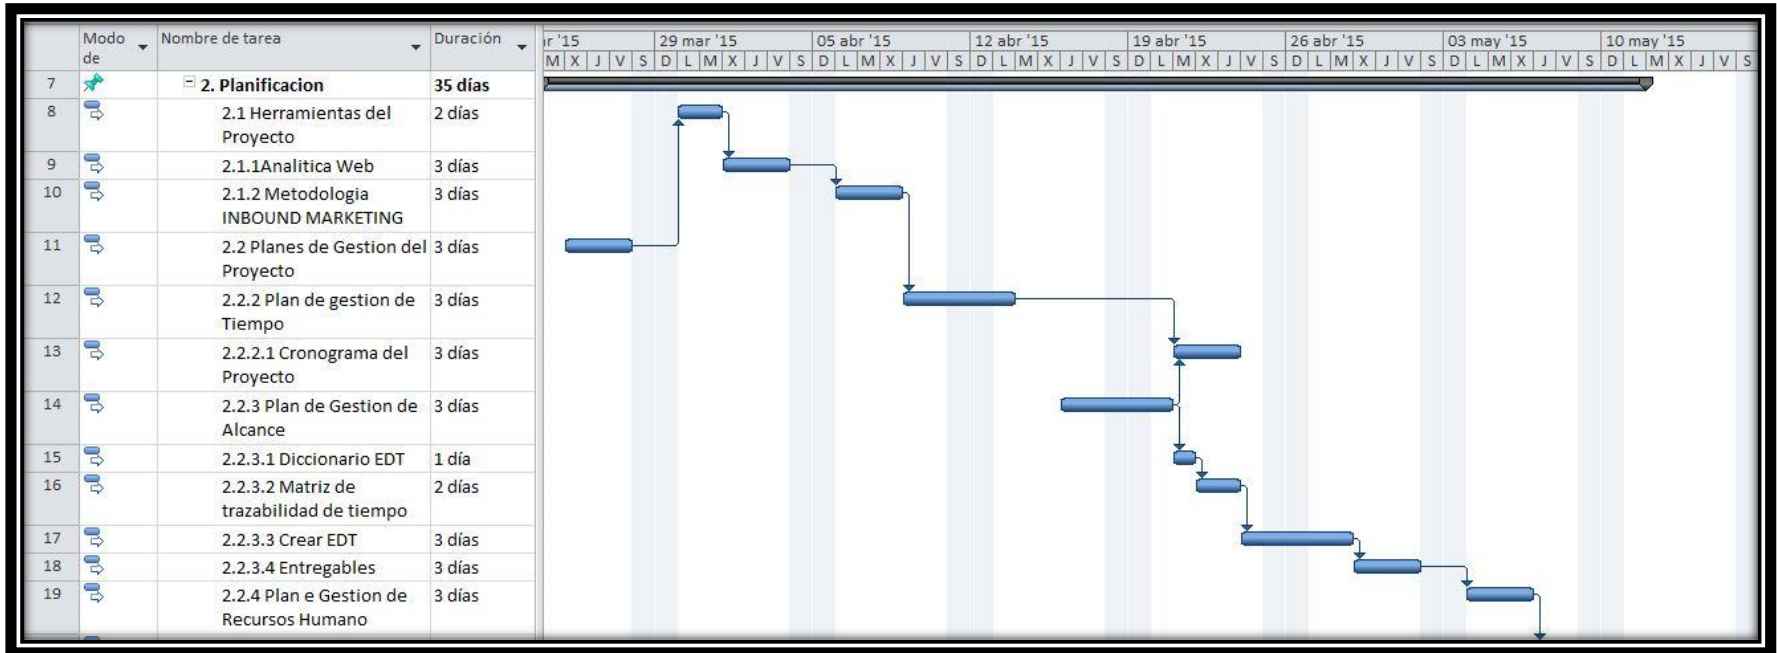 Modo de Nombre de tarea Duración
ir '15 29 mar '15 05 abr '15 12 abr '15 19 abr '15 26 abr '15 03 may '15 10 may '15
M X J V S D L M X J V S D L M X J V S D L M X J V S D L M X J V S D L M X J V S D L M X J V S D L M X J V S
7 2. Planificacion 35 días
8 2.1 Herramientas del 2 días
Proyecto
9 2.1.1Analitica Web 3 días
10 2.1.2 Metodologia 3 días
INBOUND MARKETING
11 2.2 Planes de Gestion del 3 días
Proyecto
12 2.2.2 Plan de gestion de 3 días
Tiempo
13 2.2.2.1 Cronograma del 3 días
Proyecto
14 2.2.3 Plan de Gestion de 3 días
Alcance
15 2.2.3.1 Diccionario EDT 1 día
16 2.2.3.2 Matriz de 2 días
trazabilidad de tiempo
17 2.2.3.3 Crear EDT 3 días
18 2.2.3.4 Entregables 3 días
19 2.2.4 Plan e Gestion de 3 días
Recursos Humano